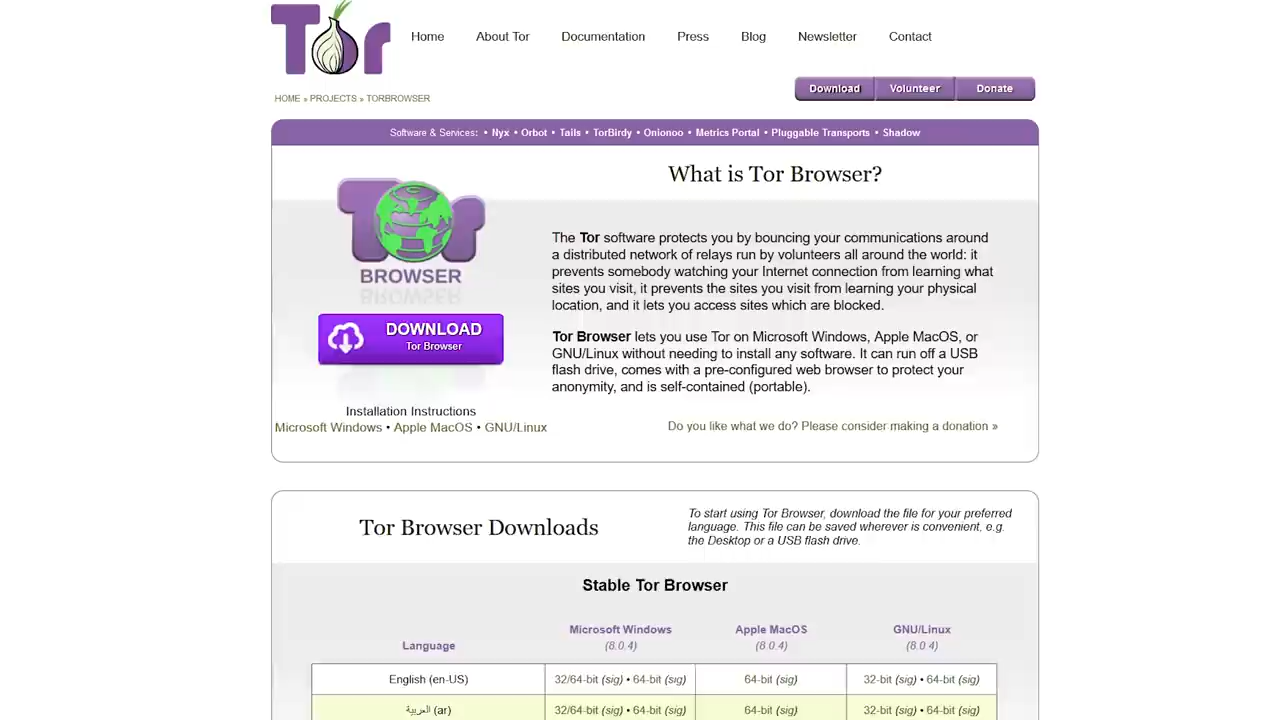 Tor
Home
About Tor
Documentation
Press
Blog
Newsletter
Contact
Download
Volunteer
Donate
HOME » PROJECTS » TORBROWSER
Software & Services: • Nyx • Orbot • Tails • TorBirdy • Onionoo • Metrics Portal • Pluggable Transports • Shadow
Tor
BROWSER
DOWNLOAD
Tor Browser
Installation Instructions
Microsoft Windows • Apple MacOS • GNU/Linux
What is Tor Browser?
The Tor software protects you by bouncing your communications around
a distributed network of relays run by volunteers all around the world: it
prevents somebody watching your Internet connection from learning what
sites you visit, it prevents the sites you visit from learning your physical
location, and it lets you access sites which are blocked.
Tor Browser lets you use Tor on Microsoft Windows, Apple MacOS, or
GNU/Linux without needing to install any software. It can run off a USB
flash drive, comes with a pre-configured web browser to protect your
anonymity, and is self-contained (portable).
Do you like what we do? Please consider making a donation »
Tor Browser Downloads
To start using Tor Browser, download the file for your preferred
language. This file can be saved wherever is convenient, e.g.
the Desktop or a USB flash drive.
Stable Tor Browser
Language
Microsoft Windows
(8.0.4)
Apple MacOS
(8.0.4)
GNU/Linux
(8.0.4)
English (en-US) 32/64-bit (sig) • 64-bit (sig) 64-bit (sig) 32-bit (sig) • 64-bit (sig)
العربية (ar) 32/64-bit (sig) • 64-bit (sig) 64-bit (sig) 32-bit (sig) • 64-bit (sig)